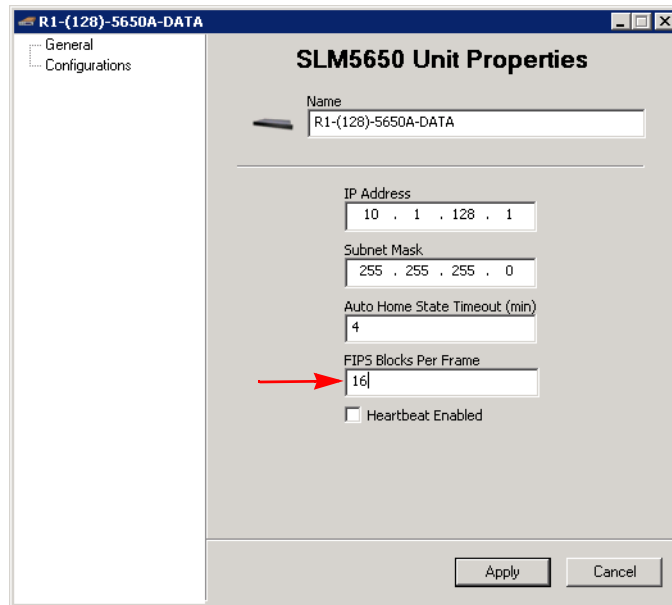 R1-(128)-5650A-DATA
General
Configurations
SLM5650 Unit Properties
Name
R1-(128)-5650A-DATA
IP Address
10 . 1 . 128 . 1
Subnet Mask
255 . 255 . 255 . 0
Auto Home State Timeout (min)
4
FIPS Blocks Per Frame
16
Heartbeat Enabled
Apply Cancel